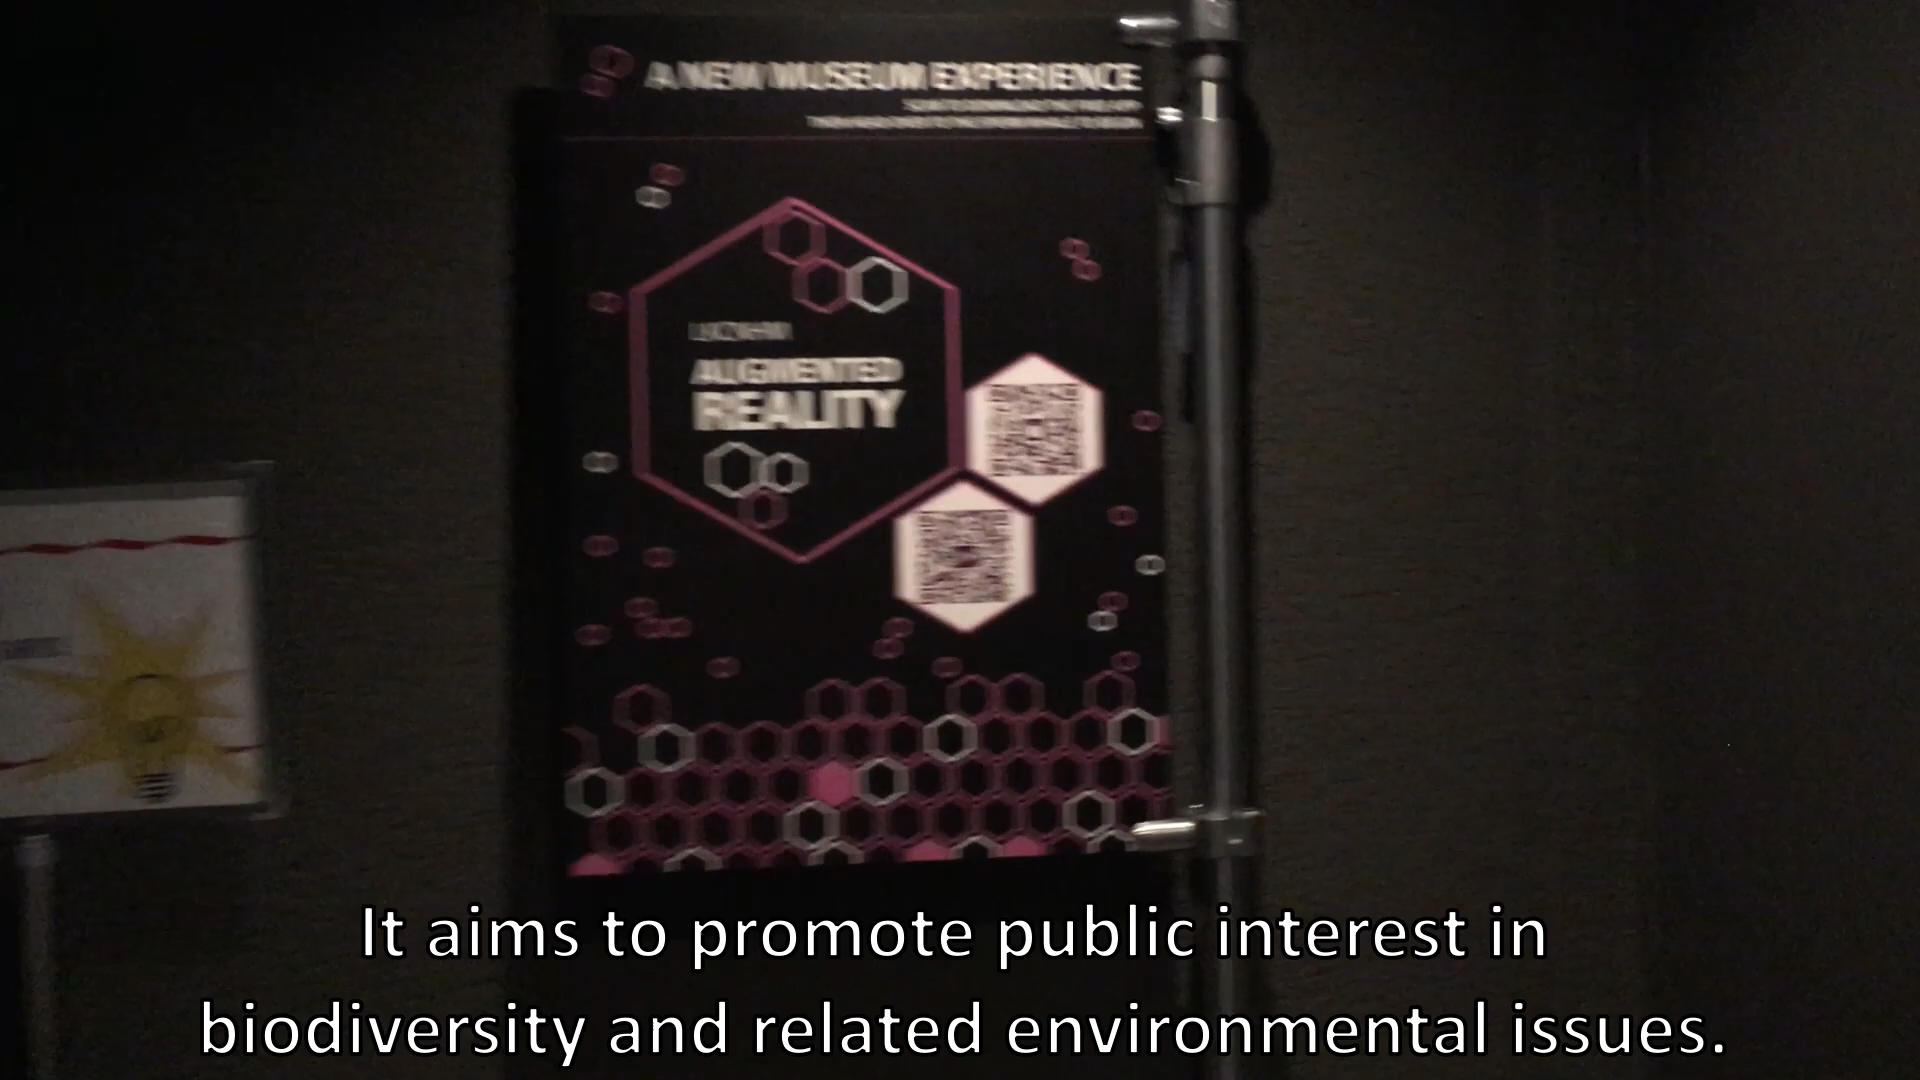 A NEW MUSEUM EXPERIENCE
AUGMENTED
REALITY
It aims to promote public interest in
biodiversity and related environmental issues.